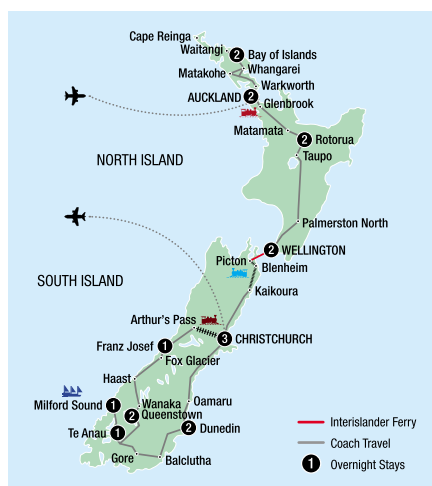 Cape Reinga
Waitangi
2 Bay of Islands
Whangarei
Matakohe
Warkworth
AUCKLAND 2
Glenbrook
Matamata
2 Rotorua
Taupo
NORTH ISLAND
Palmerston North
2 WELLINGTON
Picton
Blenheim
SOUTH ISLAND
Kaikoura
Arthur's Pass
3 CHRISTCHURCH
Franz Josef 1
Fox Glacier
Haast
Milford Sound 1
Wanaka
Oamaru
2 Queenstown
Te Anau 1
2 Dunedin
Gore
Balclutha
Interislander Ferry
Coach Travel
1 Overnight Stays